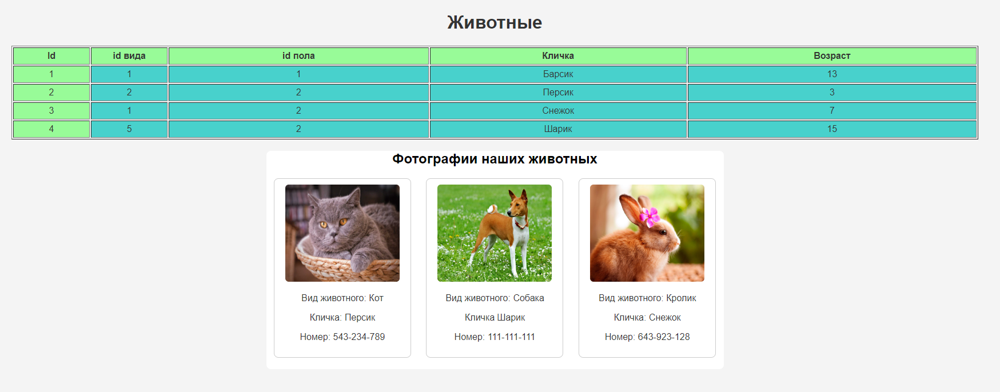 Животные
Id id вида id пола Кличка Возраст
1 1 1 Барсик 13
2 2 2 Персик 3
3 1 2 Снежок 7
4 5 2 Шарик 15
Фотографии наших животных
Вид животного: Кот
Кличка: Персик
Номер: 543-234-789
Вид животного: Собака
Кличка Шарик
Номер: 111-111-111
Вид животного: Кролик
Кличка: Снежок
Номер: 643-923-128